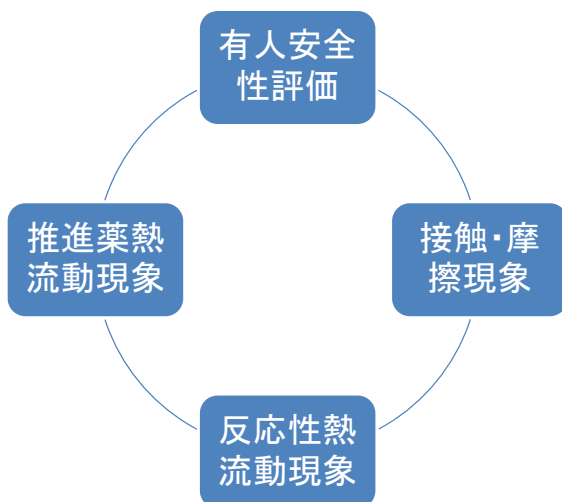 有人安全
性評価
推進薬熱
流動現象
接触・摩
擦現象
反応性熱
流動現象